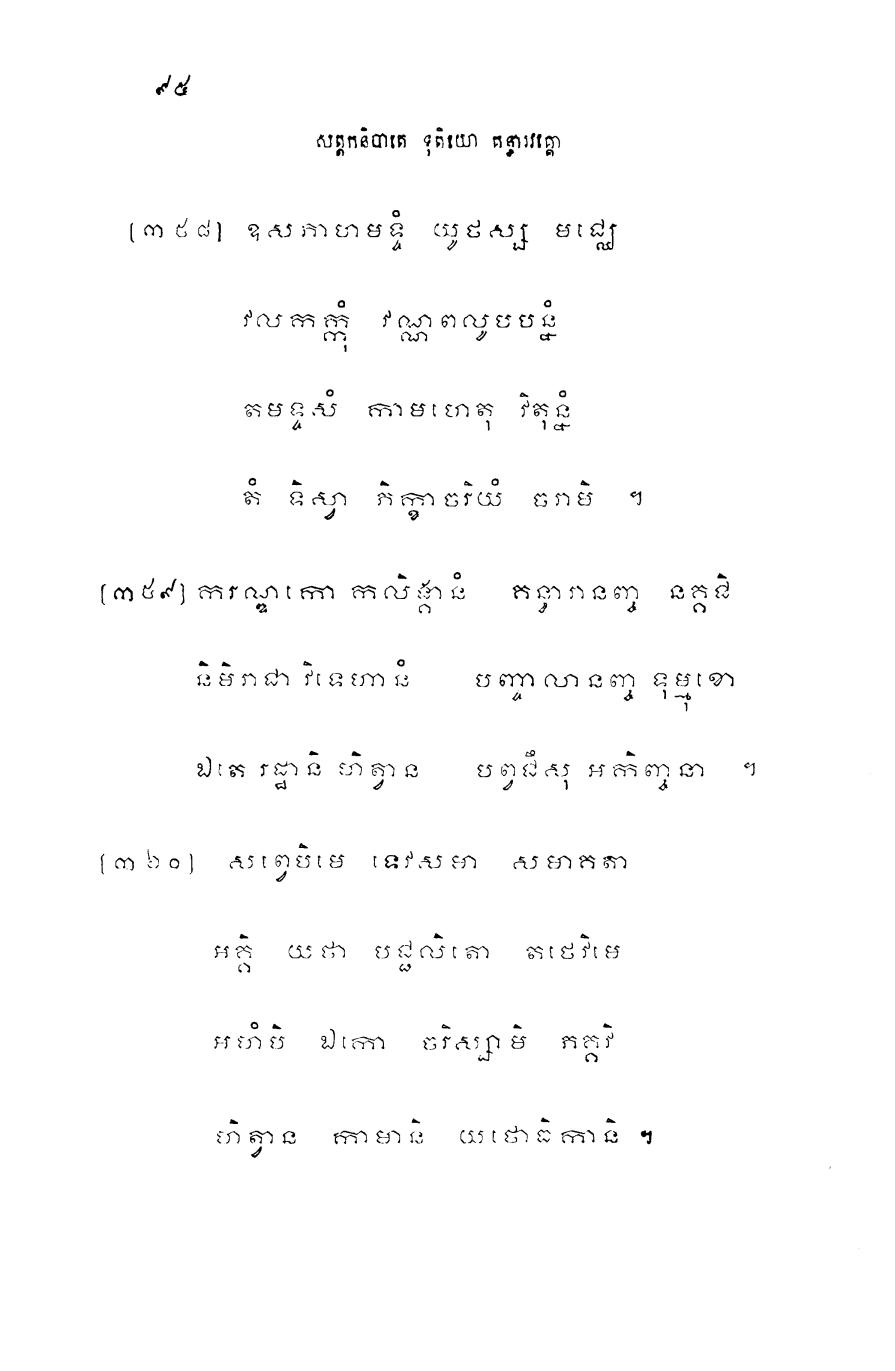 ៩៥
សត្តកនិបាតេ ទុតិយោ គន្ធារវគ្គោ
[៣៥៨] ឧសភាហមទ្ទំ យូថស្ស មជ្ឈេ
វលកក្កុំ វណ្ណពលូបបន្នំ
តមទ្ទសំ កាមហេតុ វិតុន្នំ
តំ ទិស្វា ភិក្ខាចរិយំ ចរាមិ ។
[៣៥៩] ករណ្ឌកោ កលិង្គានំ គន្ធារានញ្ច នគ្គជិ
និមិរាជា វិទេហានំ បញ្ចាលានញ្ច ទុម្មុខោ
ឯតេ រដ្ឋានិ ហិត្វាន បព្វជឹសុ អកិញ្ចនា ។
[៣៦០] សព្វេបិមេ ទេវសមា សមាគតា
អគ្គិ យថា បជ្ជលិតោ តថេវិមេ
អហំបិ ឯកោ ចរិស្សាមិ ភគ្គវិ
ហិត្វាន កាមានិ យថោធិកានិ ។